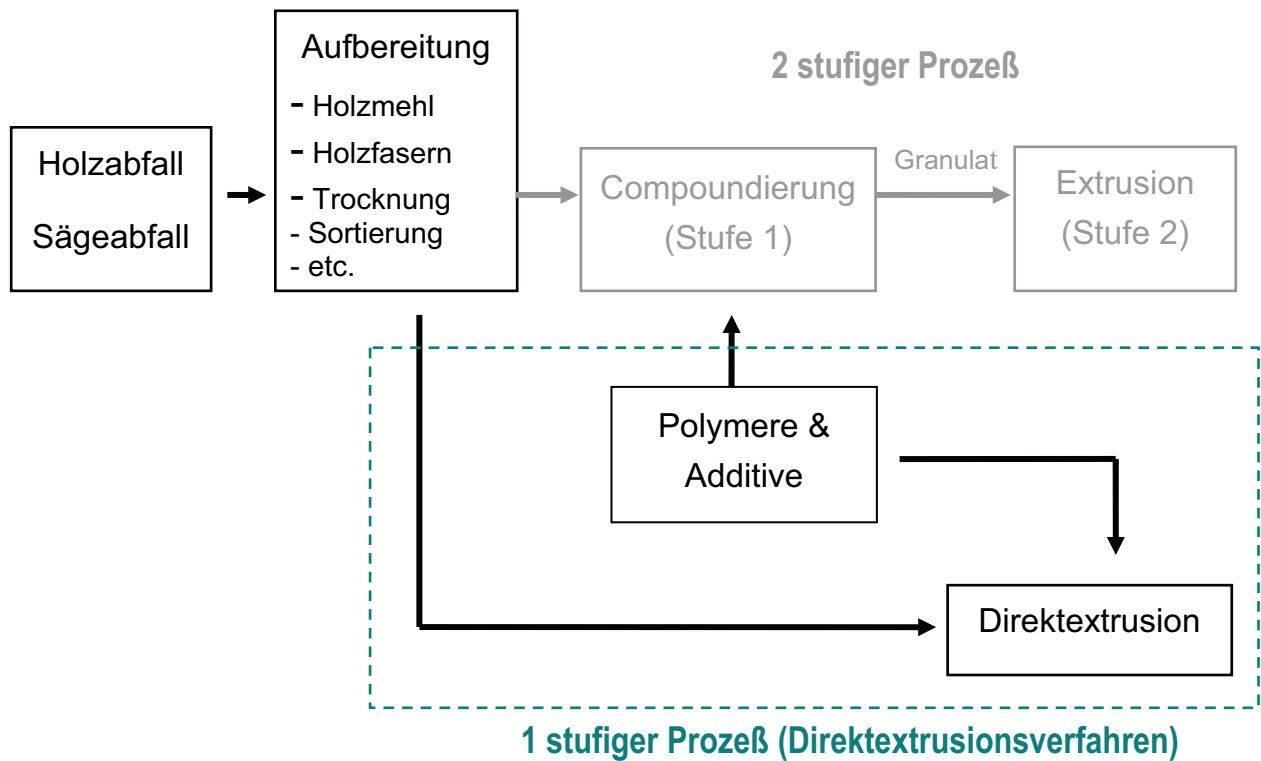 Holzabfall
Sägeabfall
Aufbereitung
- Holzmehl
- Holzfasern
- Trocknung
- Sortierung
- etc.
2 stufiger Prozeß
Compoundierung
(Stufe 1)
Granulat
Extrusion
(Stufe 2)
Polymere &
Additive
Direktextrusion
1 stufiger Prozeß (Direktextrusionsverfahren)